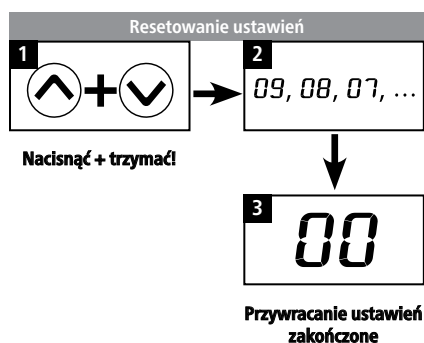 Resetowanie ustawień
1
2
+
09, 08, 07, ...
Nacisnąć + trzymać!
3
00
Przywracanie ustawień
zakończone